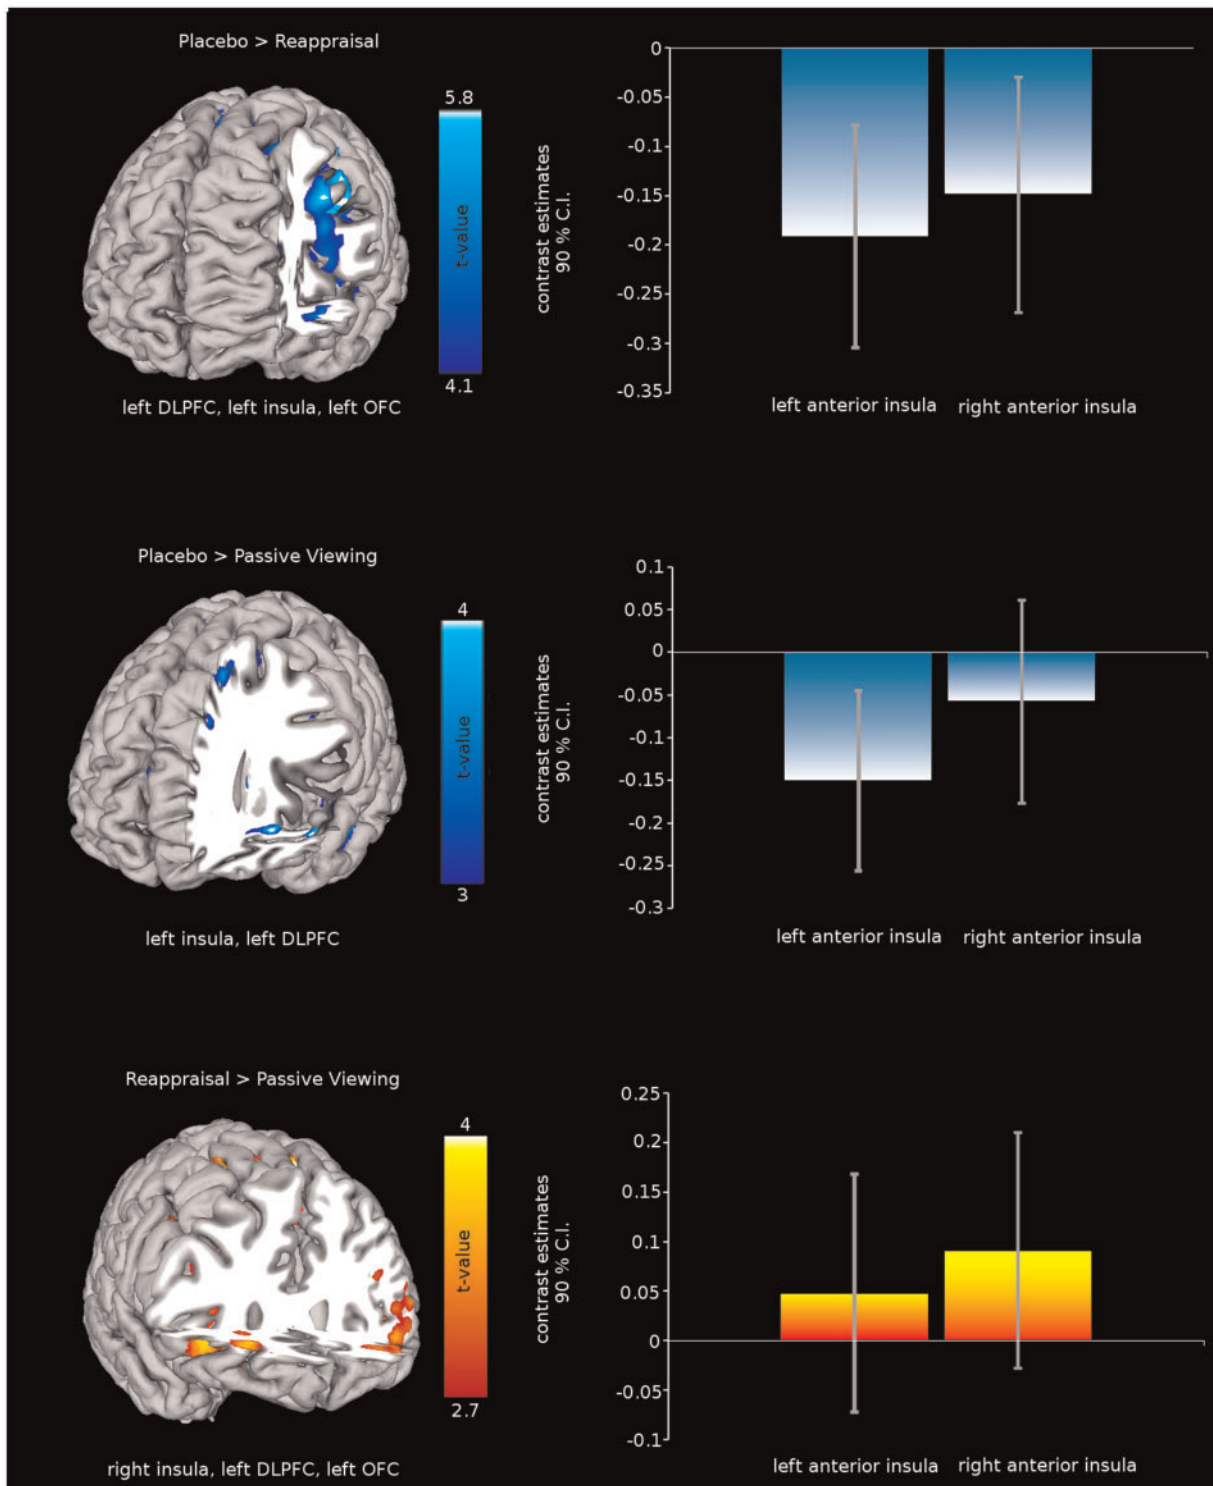 Placebo > Reappraisal
5.8
t-value
4.1
left DLPFC, left insula, left OFC
contrast estimates
90 % C.I.
0
-0.05
-0.1
-0.15
-0.2
-0.25
-0.3
-0.35
left anterior insula
right anterior insula
Placebo > Passive Viewing
4
t-value
3
left insula, left DLPFC
contrast estimates
90 % C.I.
0.1
0.05
0
-0.05
-0.1
-0.15
-0.2
-0.25
-0.3
left anterior insula
right anterior insula
Reappraisal > Passive Viewing
4
t-value
2.7
right insula, left DLPFC, left OFC
contrast estimates
90 % C.I.
0.25
0.2
0.15
0.1
0.05
0
-0.05
-0.1
left anterior insula
right anterior insula